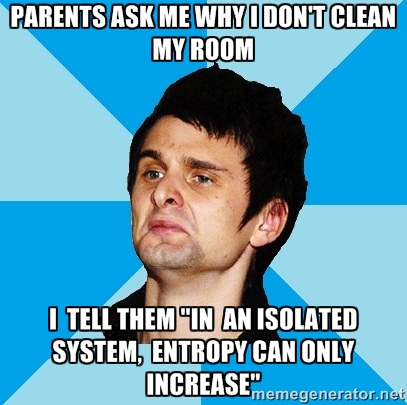 PARENTS ASK ME WHY I DON'T CLEAN
MY ROOM
I TELL THEM "IN AN ISOLATED
SYSTEM, ENTROPY CAN ONLY
INCREASE"
memegenerator.net